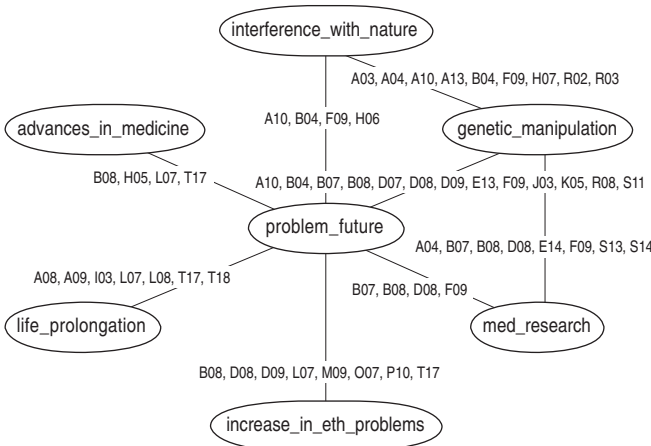 interference_with_nature
A03, A04, A10, A13, B04, F09, H07, R02, R03
A10, B04, F09, H06
advances_in_medicine
genetic_manipulation
B08, H05, L07, T17
A10, B04, B07, B08, D07, D08, D09, E13, F09, J03, K05, R08, S11
problem_future
A04, B07, B08, D08, E14, F09, S13, S14
A08, A09, I03, L07, L08, T17, T18
B07, B08, D08, F09
life_prolongation
med_research
B08, D08, D09, L07, M09, O07, P10, T17
increase_in_eth_problems